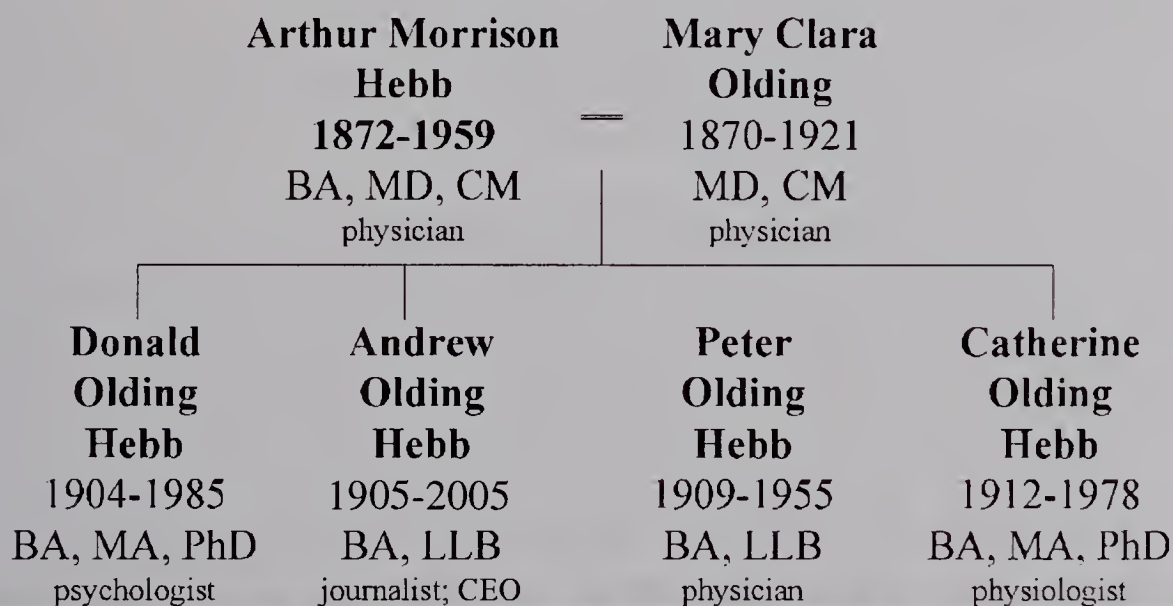 Arthur Morrison
Hebb
1872-1959
BA, MD, CM
physician
Mary Clara
Olding
1870-1921
MD, CM
physician
Donald
Olding
Hebb
1904-1985
BA, MA, PhD
psychologist
Andrew
Olding
Hebb
1905-2005
BA, LLB
journalist; CEO
Peter
Olding
Hebb
1909-1955
BA, LLB
physician
Catherine
Olding
Hebb
1912-1978
BA, MA, PhD
physiologist